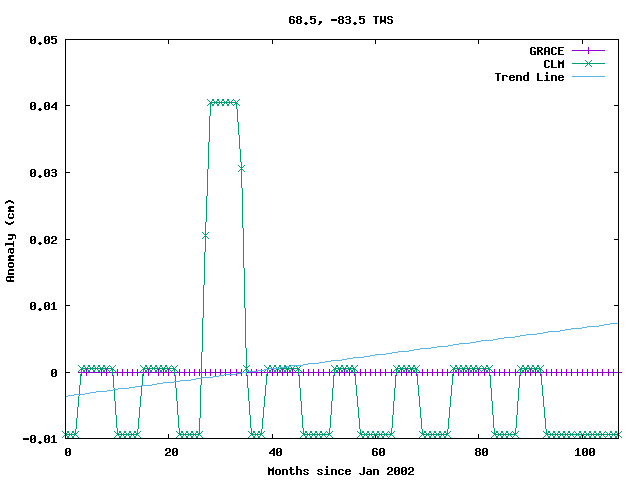 68.5, -83.5 TWS
0.05
GRACE
CLM
Trend Line
0.04
0.03
0.02
0.01
0
-0.01
Anomaly (cm)
0 20 40 60 80 100
Months since Jan 2002